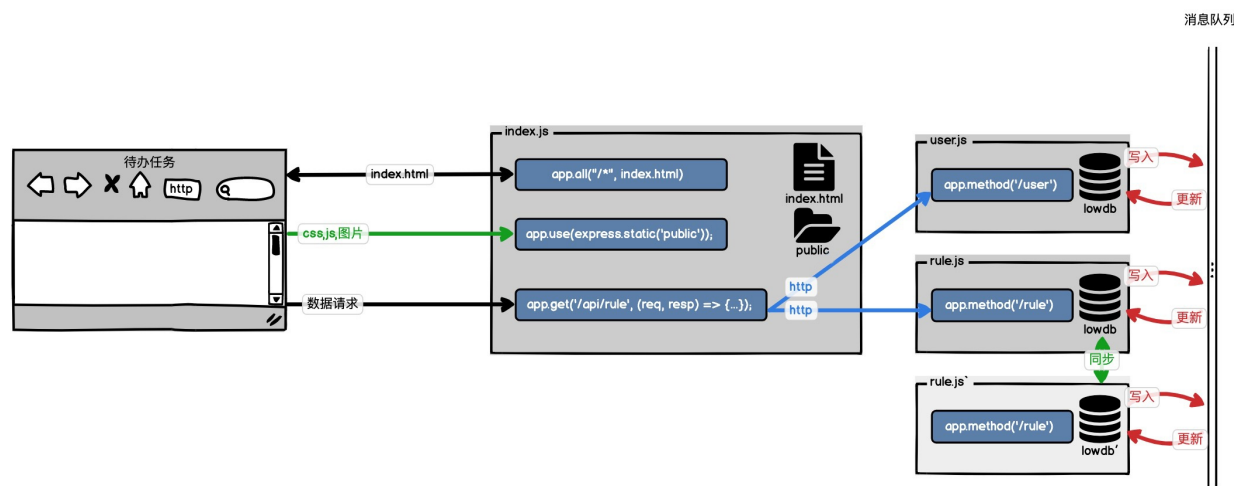 消息队列
待办任务
http
index.html
css,js,图片
数据请求
index.js
app.all("/*", index.html)
index.html
app.use(express.static('public'));
public
app.get('/api/rule', (req, resp) => {...});
http
http
user.js
app.method('/user')
lowdb
写入
更新
rule.js
app.method('/rule')
lowdb
写入
更新
同步
rule.js`
app.method('/rule')
lowdb’
写入
更新